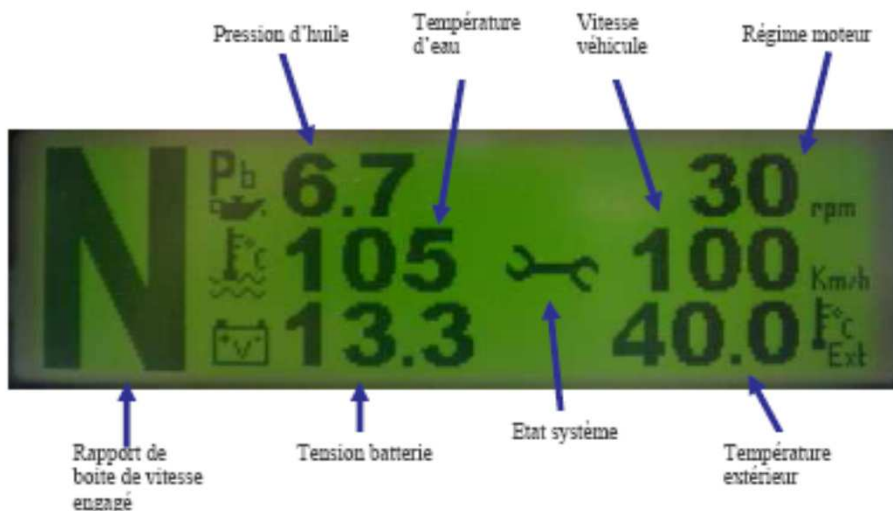 Pression d'huile
Température
d'eau
Vitesse
véhicule
Régime moteur
N
Pb 6.7
30 rpm
°c 105
100 Km/h
+V- 13.3
40.0 °C Ext
Rapport de
boite de vitesse
engagé
Tension batterie
Etat système
Température
extérieur